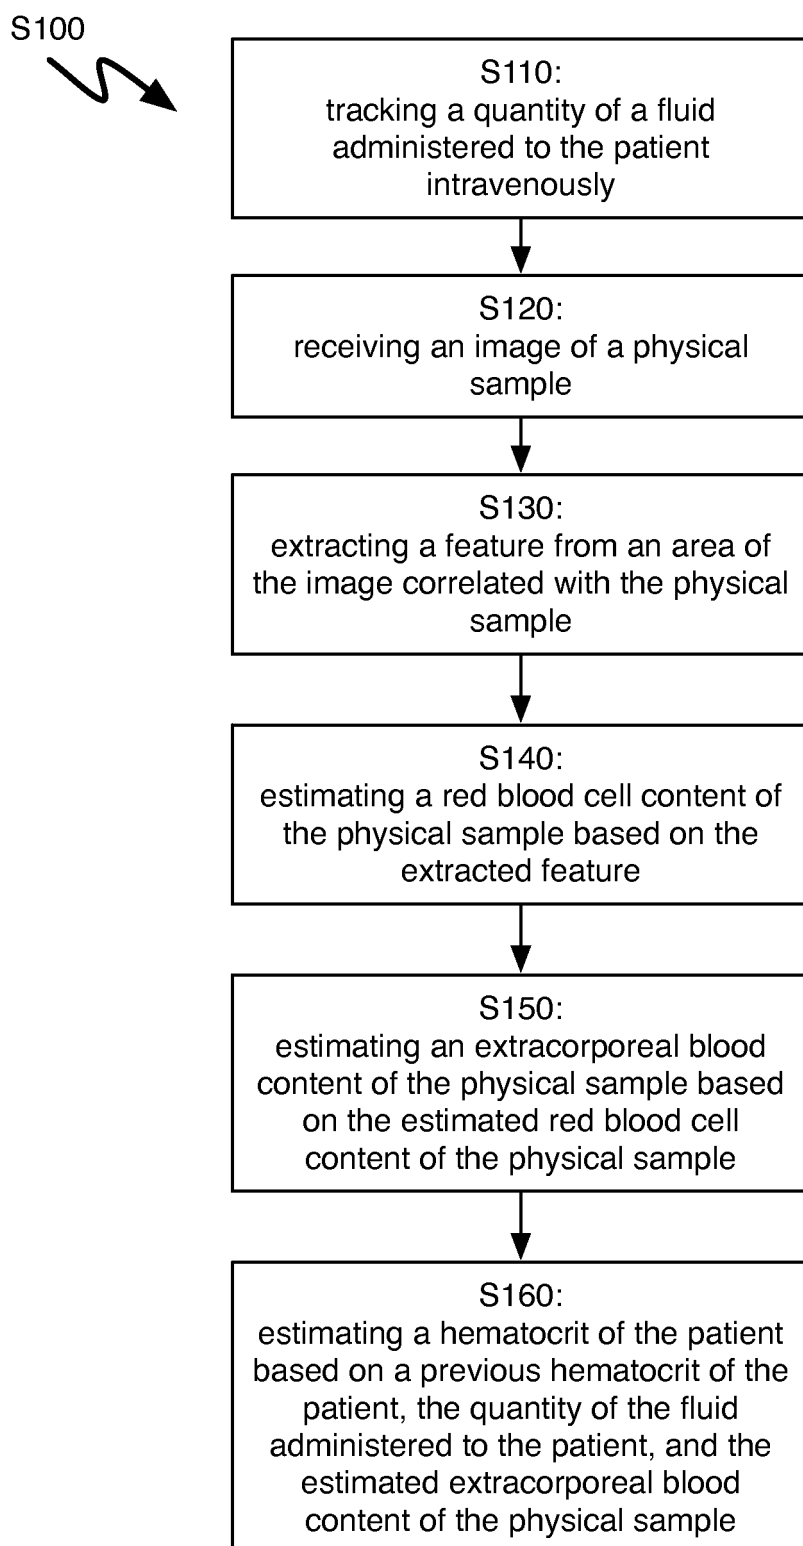 S100
S110:
tracking a quantity of a fluid
administered to the patient
intravenously
S120:
receiving an image of a physical
sample
S130:
extracting a feature from an area of
the image correlated with the physical
sample
S140:
estimating a red blood cell content of
the physical sample based on the
extracted feature
S150:
estimating an extracorporeal blood
content of the physical sample based
on the estimated red blood cell
content of the physical sample
S160:
estimating a hematocrit of the patient
based on a previous hematocrit of the
patient, the quantity of the fluid
administered to the patient, and the
estimated extracorporeal blood
content of the physical sample